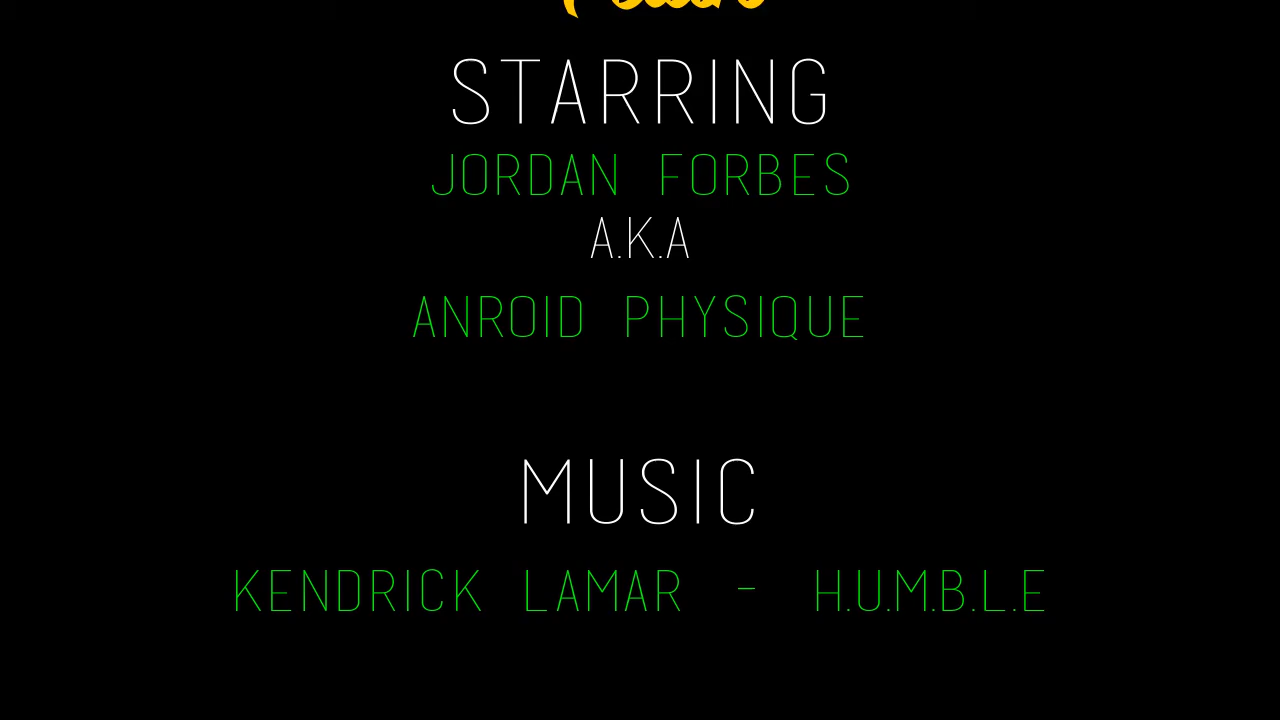 STARRING
JORDAN FORBES
A.K.A
ANROID PHYSIQUE
MUSIC
KENDRICK LAMAR - H.U.M.B.L.E